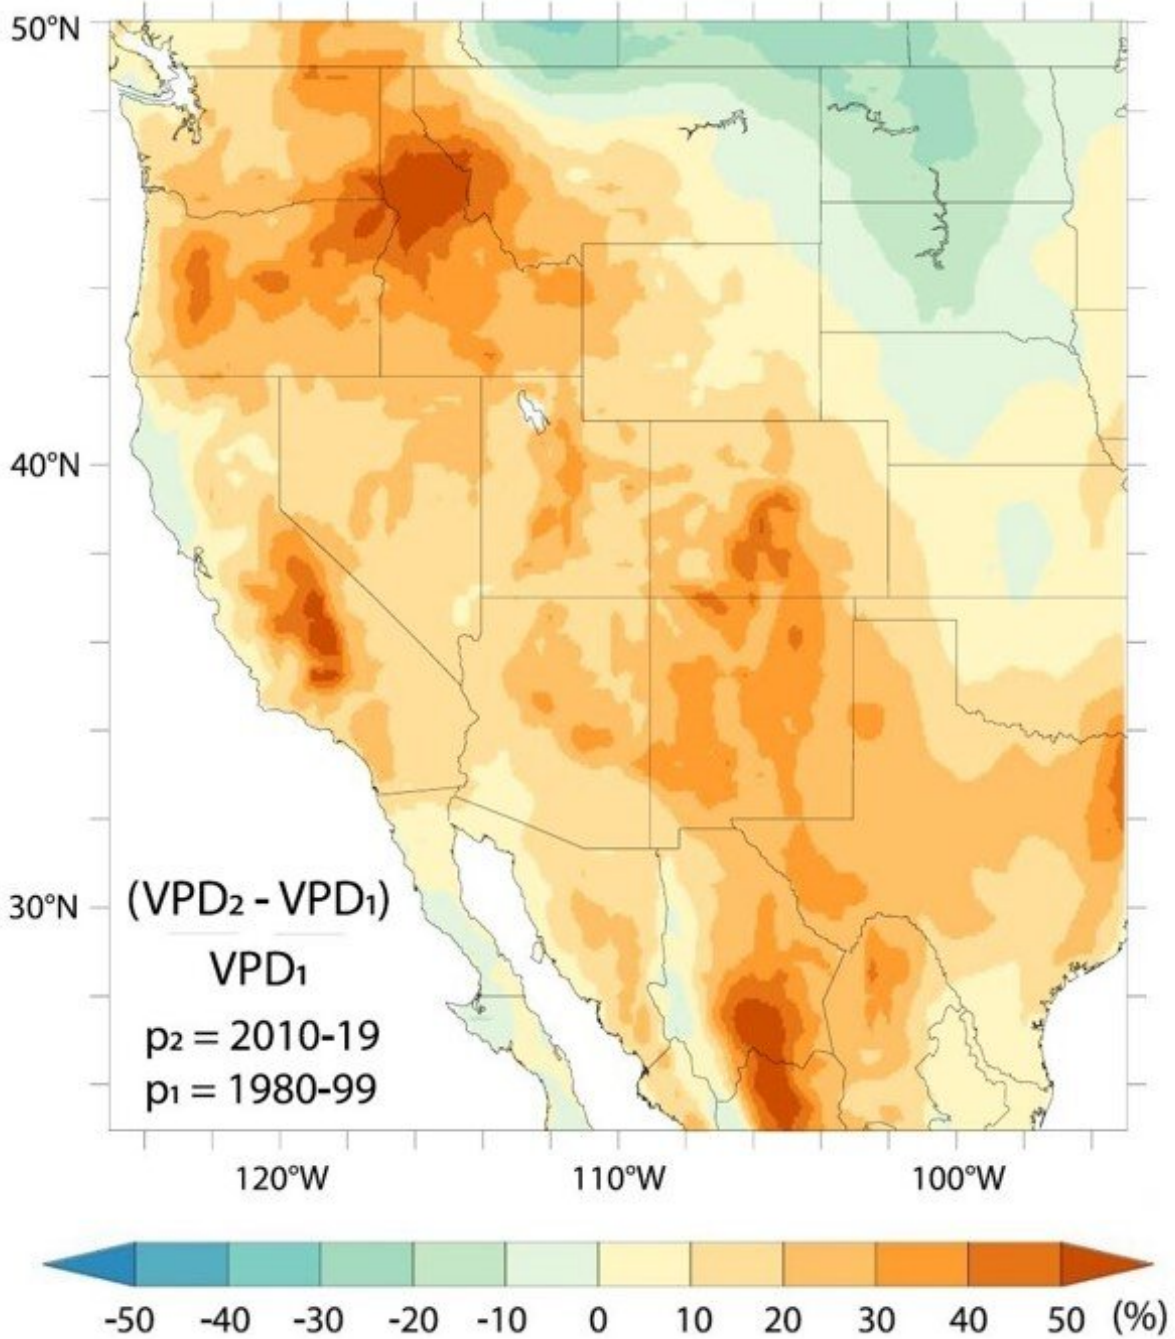 50°N
40°N
30°N
(VPD₂ - VPD₁)
VPD₁
p₂ = 2010-19
p₁ = 1980-99
120°W 110°W 100°W
-50 -40 -30 -20 -10 0 10 20 30 40 50 (%)